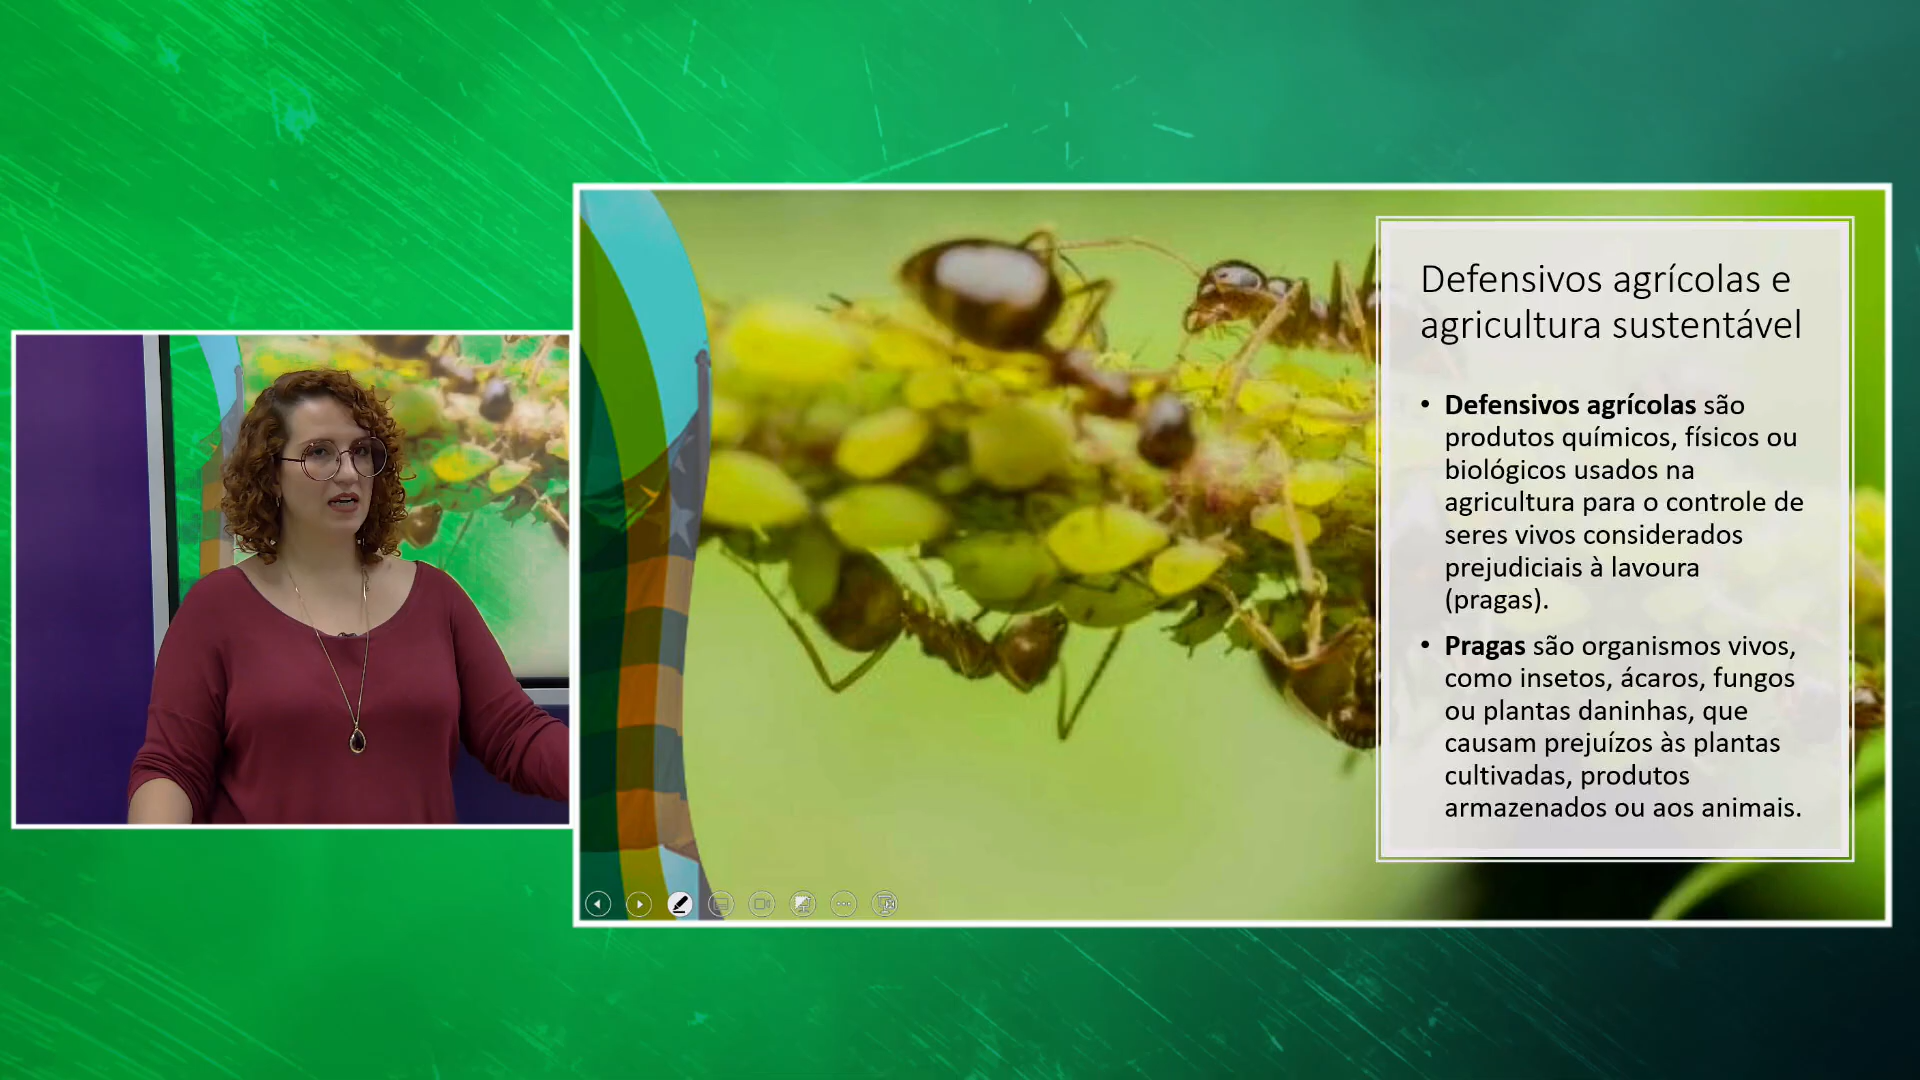 Defensivos agrícolas e
agricultura sustentável
• Defensivos agrícolas são
produtos químicos, físicos ou
biológicos usados na
agricultura para o controle de
seres vivos considerados
prejudiciais à lavoura
(pragas).
• Pragas são organismos vivos,
como insetos, ácaros, fungos
ou plantas daninhas, que
causam prejuízos às plantas
cultivadas, produtos
armazenados ou aos animais.